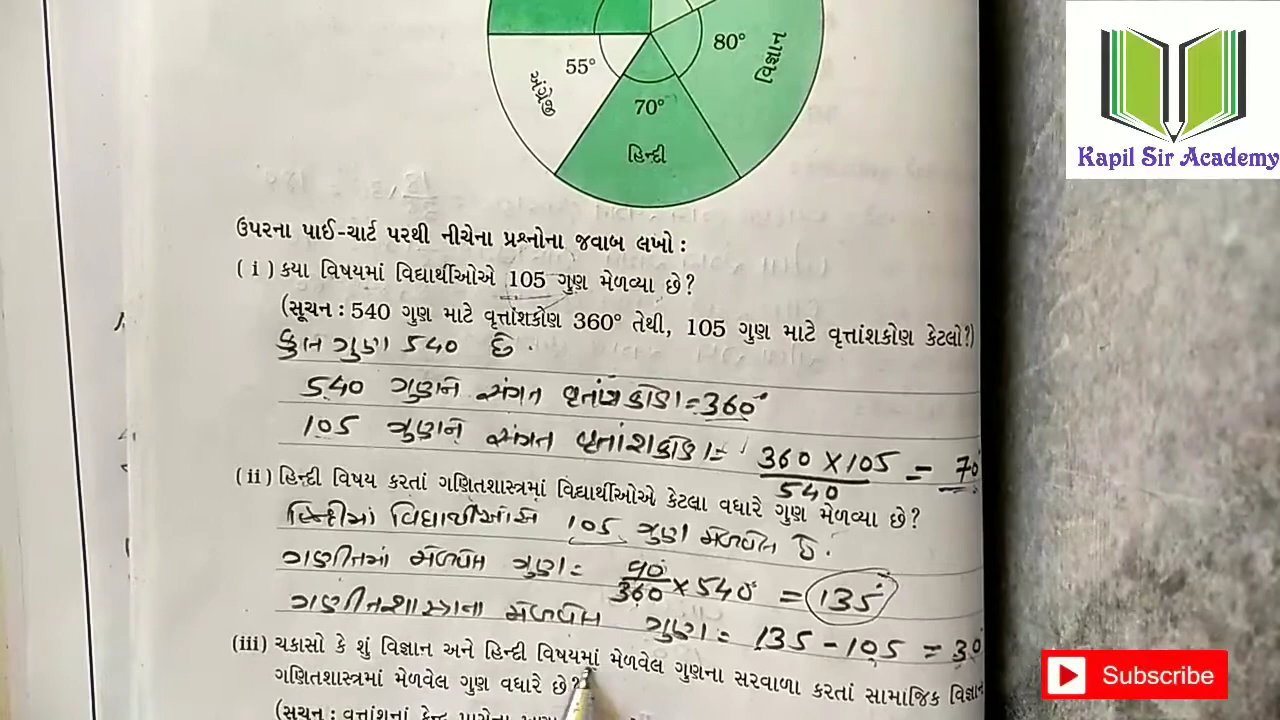 80°
વિજ્ઞાન
55°
અંગ્રેજી
70°
હિન્દી
Kapil Sir Academy
ઉપરના પાઈ-ચાર્ટ પરથી નીચેના પ્રશ્નોના જવાબ લખો :
( i ) કયા વિષયમાં વિદ્યાર્થીઓએ 105 ગુણ મેળવ્યા છે?
(સૂચન : 540 ગુણ માટે વૃત્તાંશકોણ 360° તેથી, 105 ગુણ માટે વૃત્તાંશકોણ કેટલો?)
કુલ ગુણ 540 છે.
540 ગુણને સંગત વૃતાંશકોણ = 360°
105 ગુણને સંગત વૃતાંશકોણ = 360 X 105 / 540 = 70°
( ii ) હિન્દી વિષય કરતાં ગણિતશાસ્ત્રમાં વિદ્યાર્થીઓએ કેટલા વધારે ગુણ મેળવ્યા છે?
હિન્દીમાં વિદ્યાર્થીઓએ 105 ગુણ મેળવેલ છે.
ગણીતમાં મેળવેલ ગુણ = 90° / 360° × 540° = 135°
ગણીતશાસ્ત્રના મેળવેલ ગુણ = 135 - 105 = 30
(iii) ચકાસો કે શું વિજ્ઞાન અને હિન્દી વિષયમાં મેળવેલ ગુણના સરવાળા કરતાં સામાજિક વિજ્ઞાન
ગણિતશાસ્ત્રમાં મેળવેલ ગુણ વધારે છે?
(સૂચન :
Subscribe